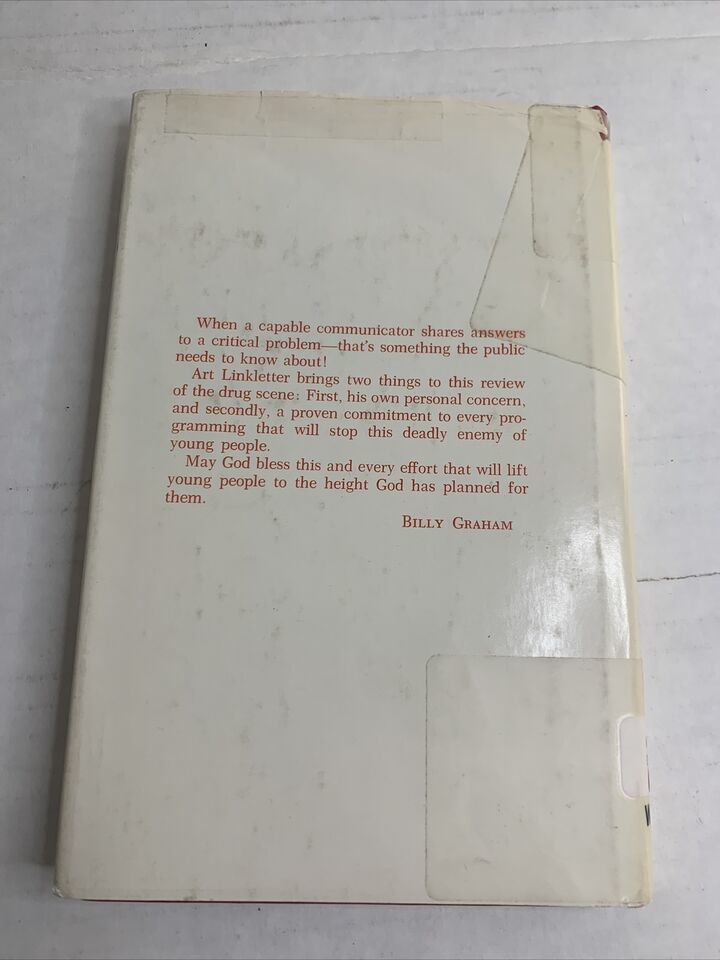 When a capable communicator shares answers
to a critical problem—that's something the public
needs to know about!
Art Linkletter brings two things to this review
of the drug scene: First, his own personal concern,
and secondly, a proven commitment to every pro-
gramming that will stop this deadly enemy of
young people.
May God bless this and every effort that will lift
young people to the height God has planned for
them.
BILLY GRAHAM